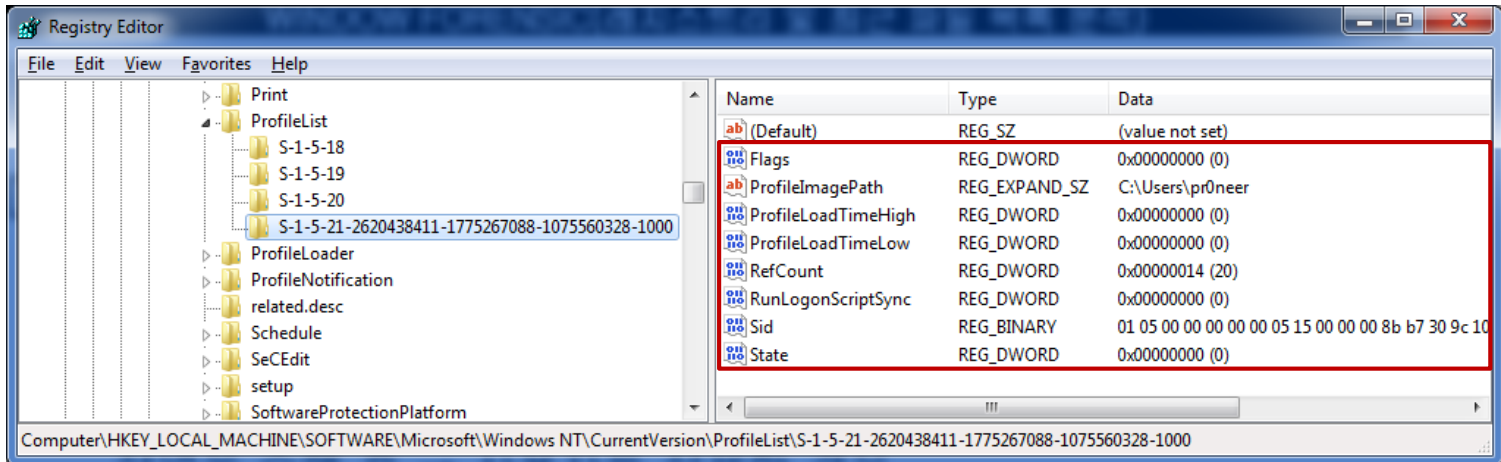 Registry Editor
File Edit View Favorites Help
Print
ProfileList
S-1-5-18
S-1-5-19
S-1-5-20
S-1-5-21-2620438411-1775267088-1075560328-1000
ProfileLoader
ProfileNotification
related.desc
Schedule
SeCEdit
setup
SoftwareProtectionPlatform
Name Type Data
(Default) REG_SZ (value not set)
Flags REG_DWORD 0x00000000 (0)
ProfileImagePath REG_EXPAND_SZ C:\Users\pr0neer
ProfileLoadTimeHigh REG_DWORD 0x00000000 (0)
ProfileLoadTimeLow REG_DWORD 0x00000000 (0)
RefCount REG_DWORD 0x00000014 (20)
RunLogonScriptSync REG_DWORD 0x00000000 (0)
Sid REG_BINARY 01 05 00 00 00 00 00 05 15 00 00 00 8b b7 30 9c 10
State REG_DWORD 0x00000000 (0)
Computer\HKEY_LOCAL_MACHINE\SOFTWARE\Microsoft\Windows NT\CurrentVersion\ProfileList\S-1-5-21-2620438411-1775267088-1075560328-1000